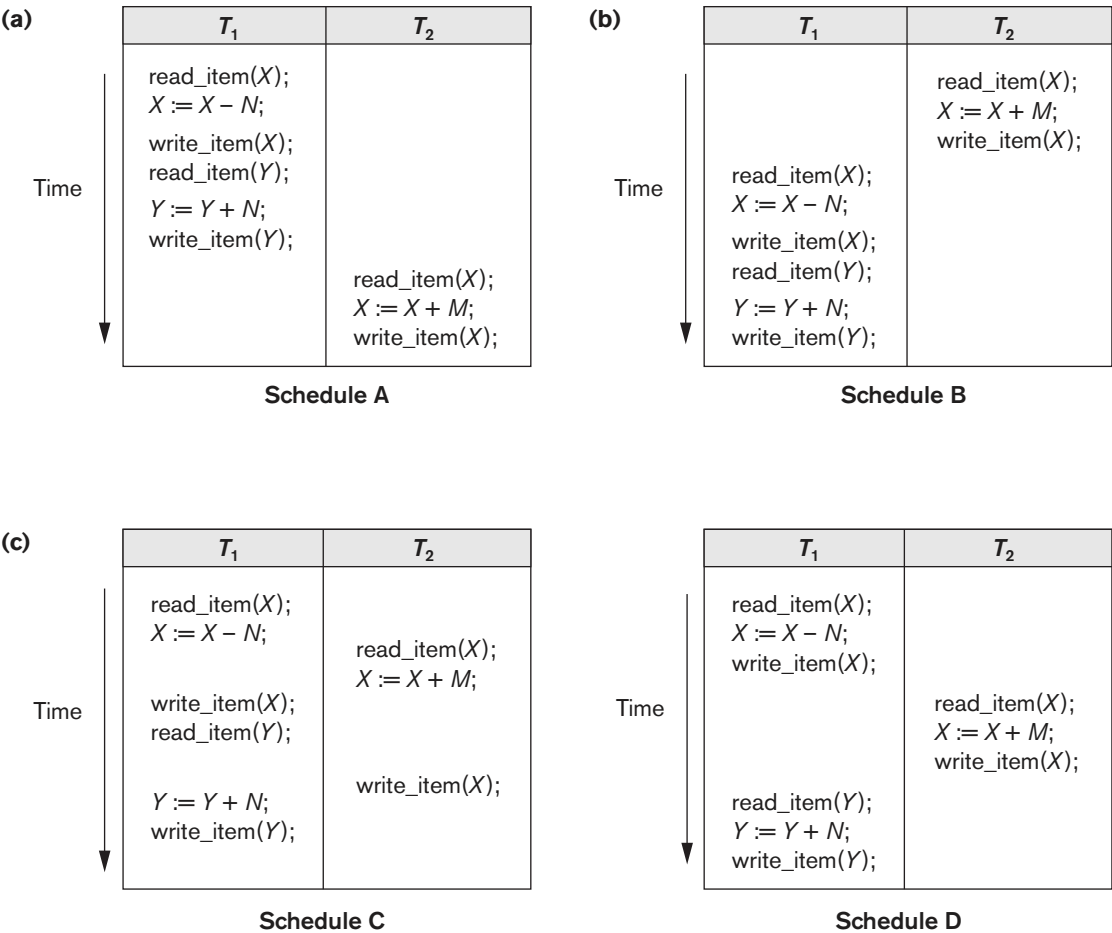 (a)
T1 T2
read_item(X);
X := X – N;
write_item(X);
read_item(Y);
Time
Y := Y + N;
write_item(Y);
read_item(X);
X := X + M;
write_item(X);
Schedule A
(b)
T1 T2
read_item(X);
X := X + M;
write_item(X);
Time
read_item(X);
X := X – N;
write_item(X);
read_item(Y);
Y := Y + N;
write_item(Y);
Schedule B
(c)
T1 T2
read_item(X);
X := X – N;
read_item(X);
X := X + M;
Time
write_item(X);
read_item(Y);
write_item(X);
Y := Y + N;
write_item(Y);
Schedule C
T1 T2
read_item(X);
X := X – N;
write_item(X);
Time
read_item(X);
X := X + M;
write_item(X);
read_item(Y);
Y := Y + N;
write_item(Y);
Schedule D